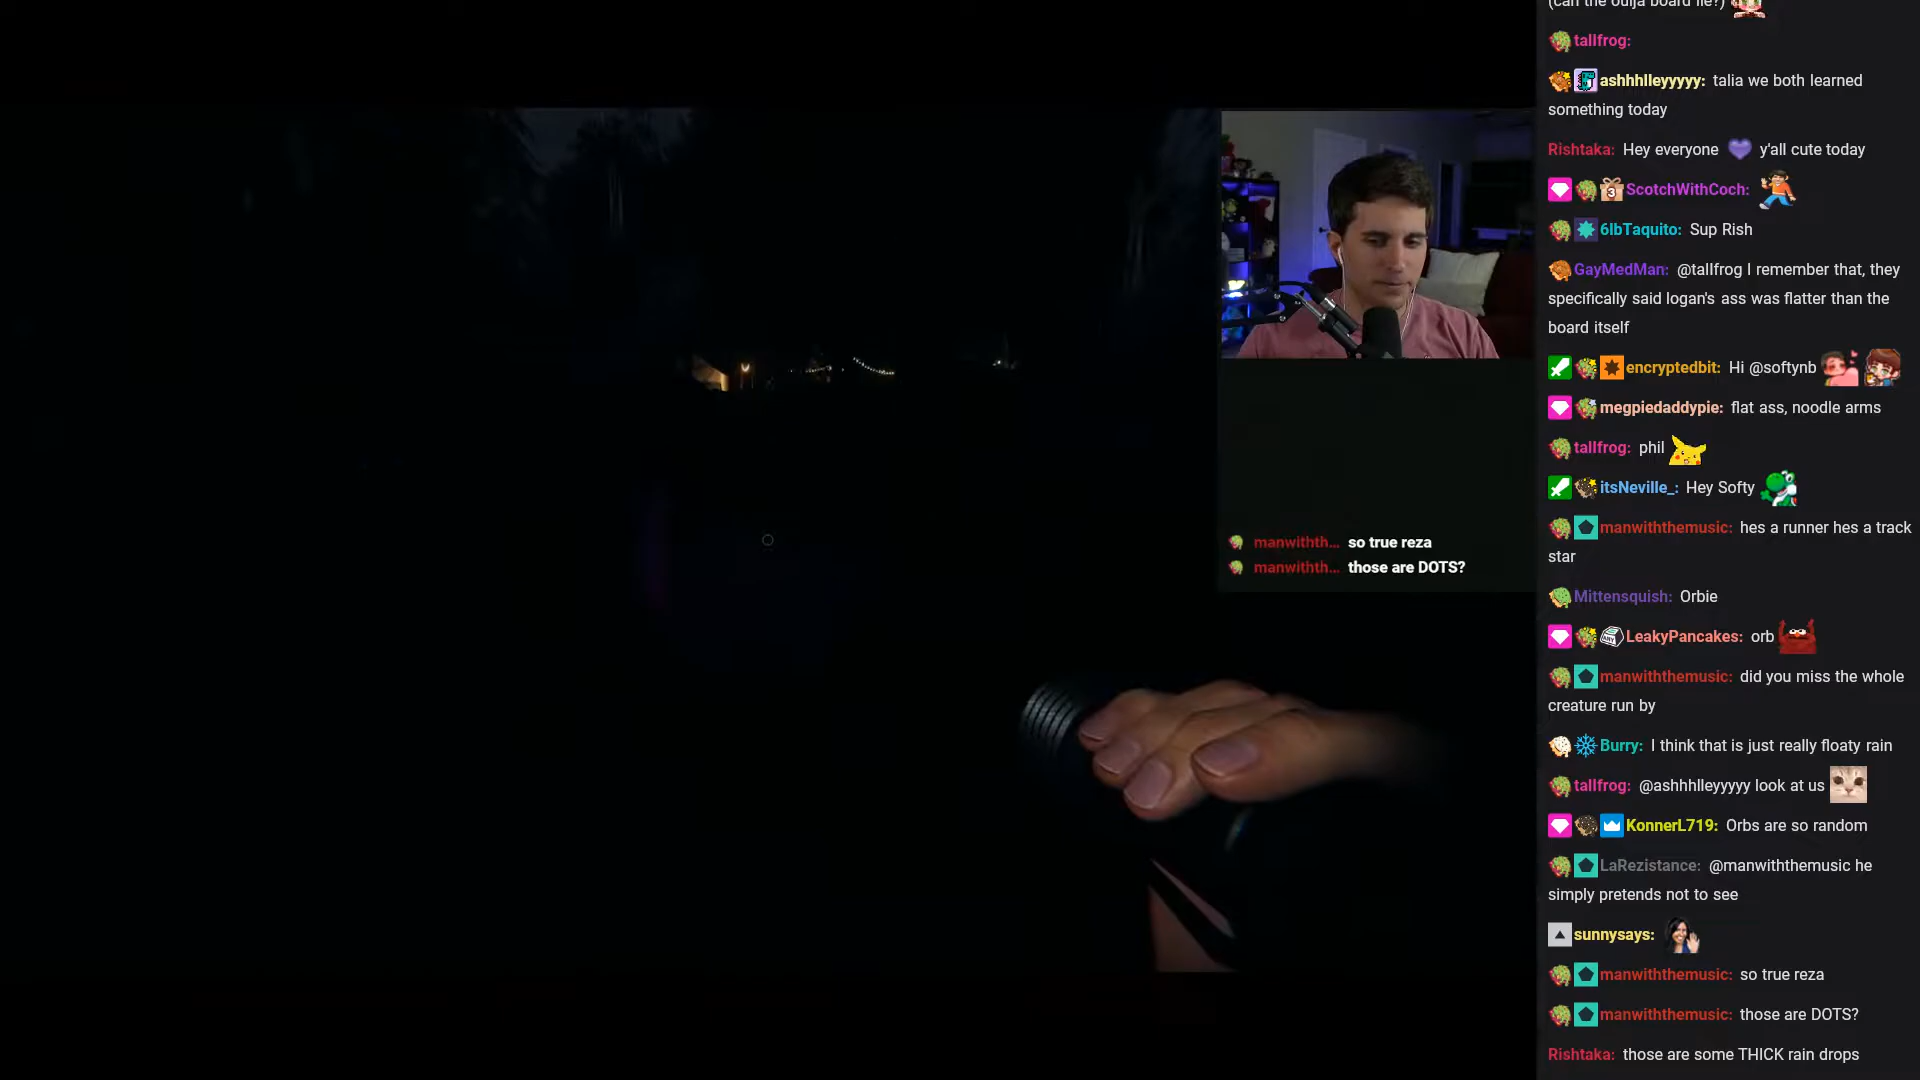 (can the ouija board lie?)
tallfrog:
ashhhlleyyyyy: talia we both learned
something today
Rishtaka: Hey everyone y'all cute today
3 ScotchWithCoch:
6lbTaquito: Sup Rish
GayMedMan: @tallfrog I remember that, they
specifically said logan's ass was flatter than the
board itself
encryptedbit: Hi @softynb
megpiedaddypie: flat ass, noodle arms
tallfrog: phil
itsNeville_: Hey Softy
manwiththemusic: hes a runner hes a track
star
Mittensquish: Orbie
LeakyPancakes: orb
manwiththemusic: did you miss the whole
creature run by
Burry: I think that is just really floaty rain
tallfrog: @ashhhlleyyyyy look at us
KonnerL719: Orbs are so random
LaRezistance: @manwiththemusic he
simply pretends not to see
sunnysays:
manwiththemusic: so true reza
manwiththemusic: those are DOTS?
Rishtaka: those are some THICK rain drops
manwithth... so true reza
manwithth... those are DOTS?